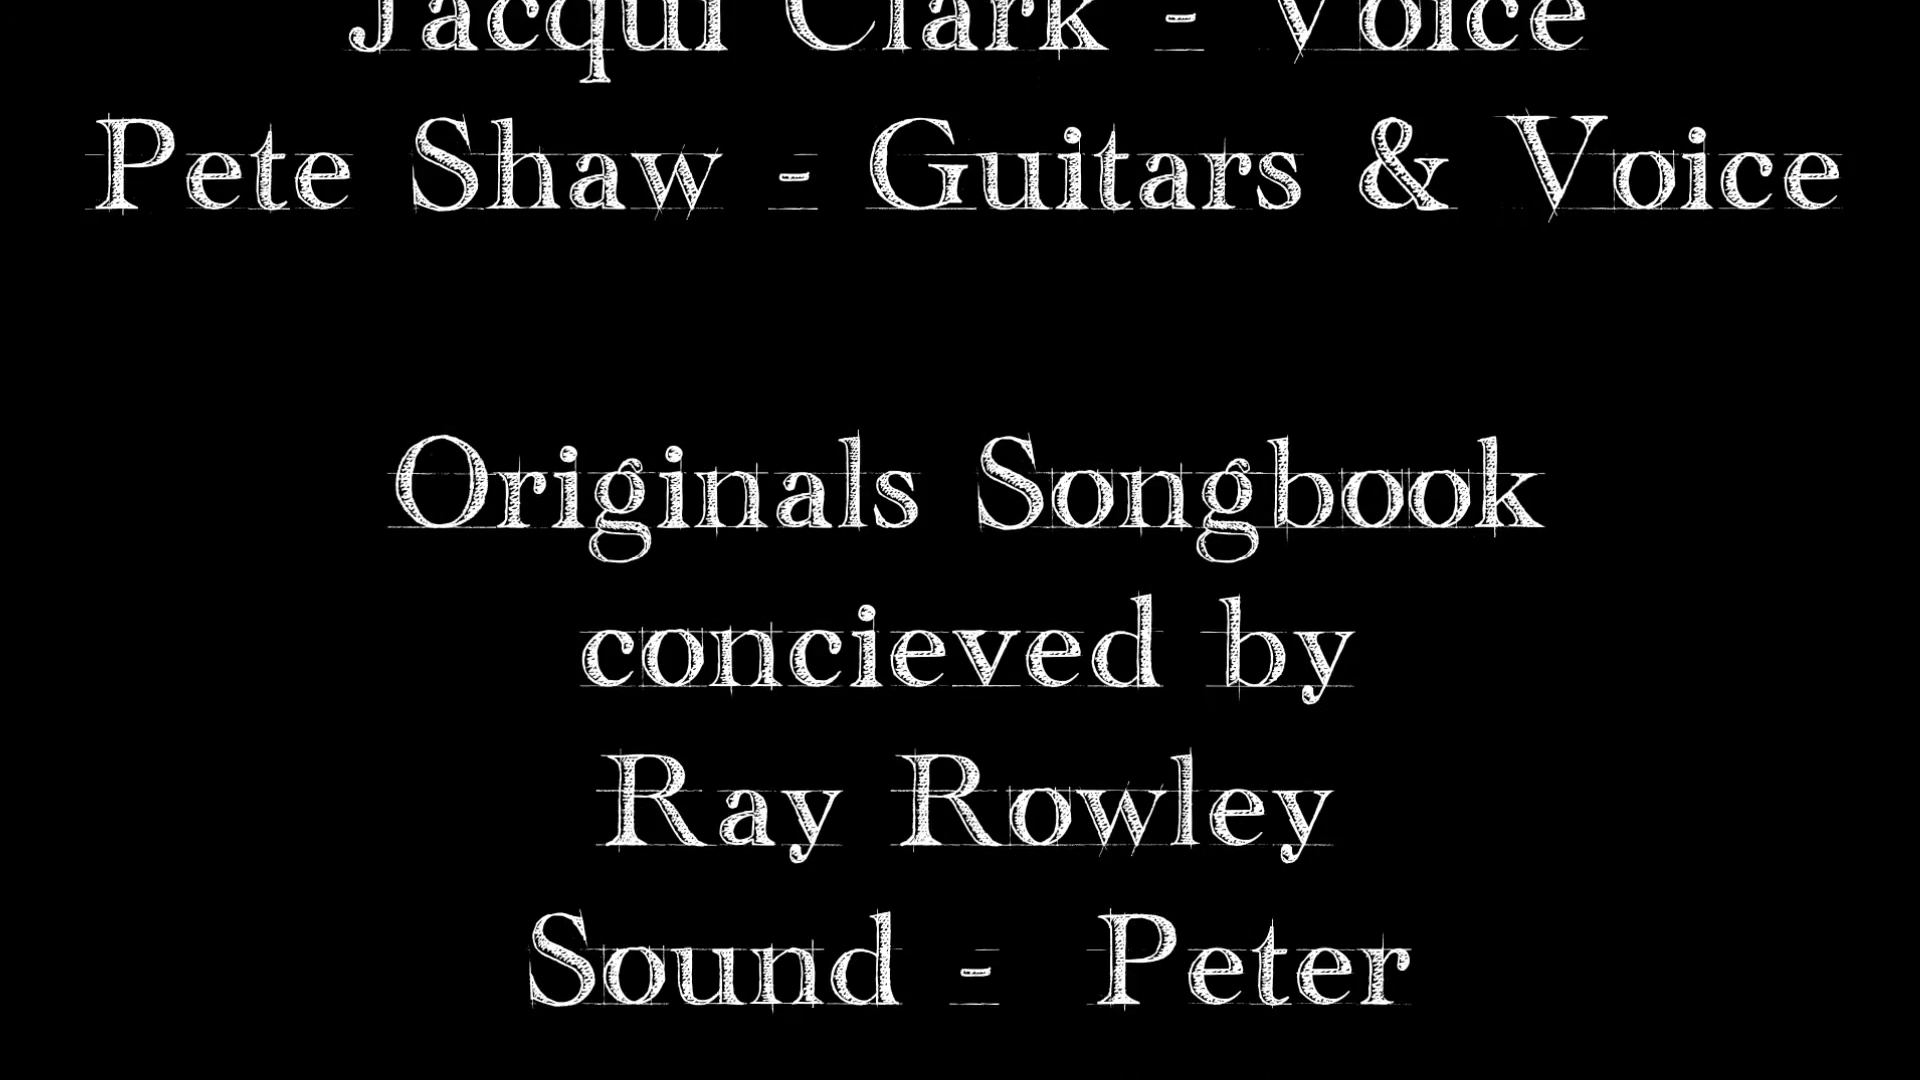 Jacqui Clark - Voice
Pete Shaw - Guitars & Voice
Originals Songbook
concieved by
Ray Rowley
Sound - Peter